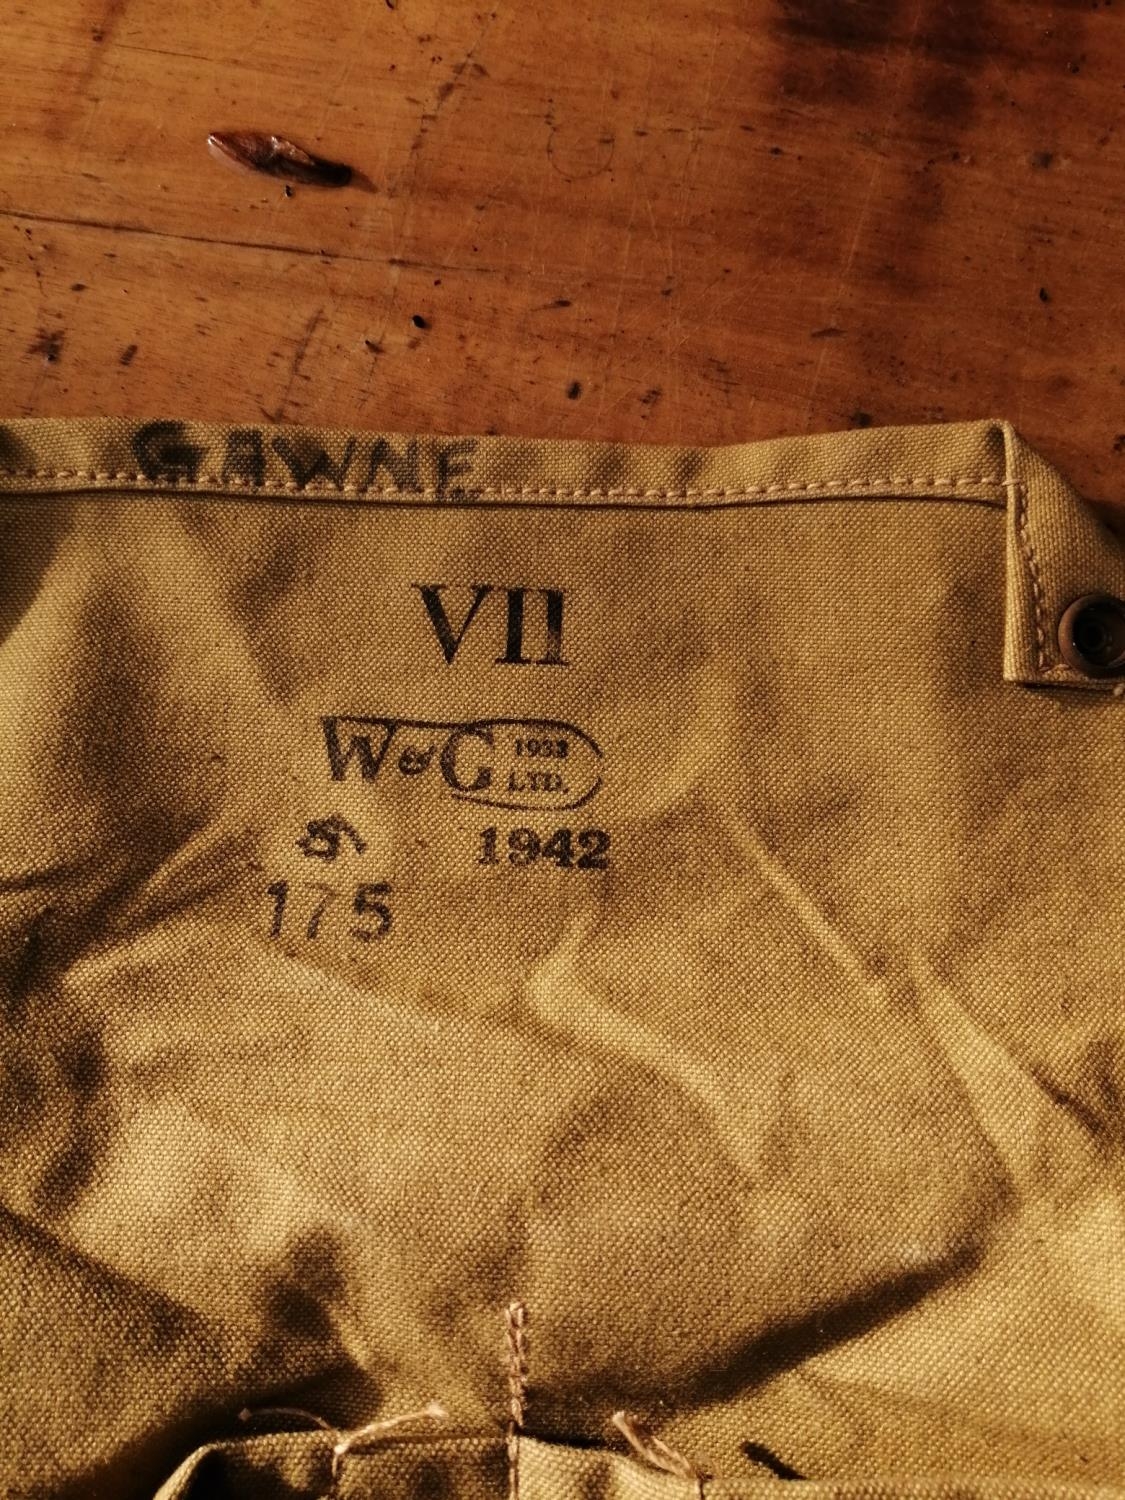 GAWNE
VII
W&G 1933
LTD.
1942
175